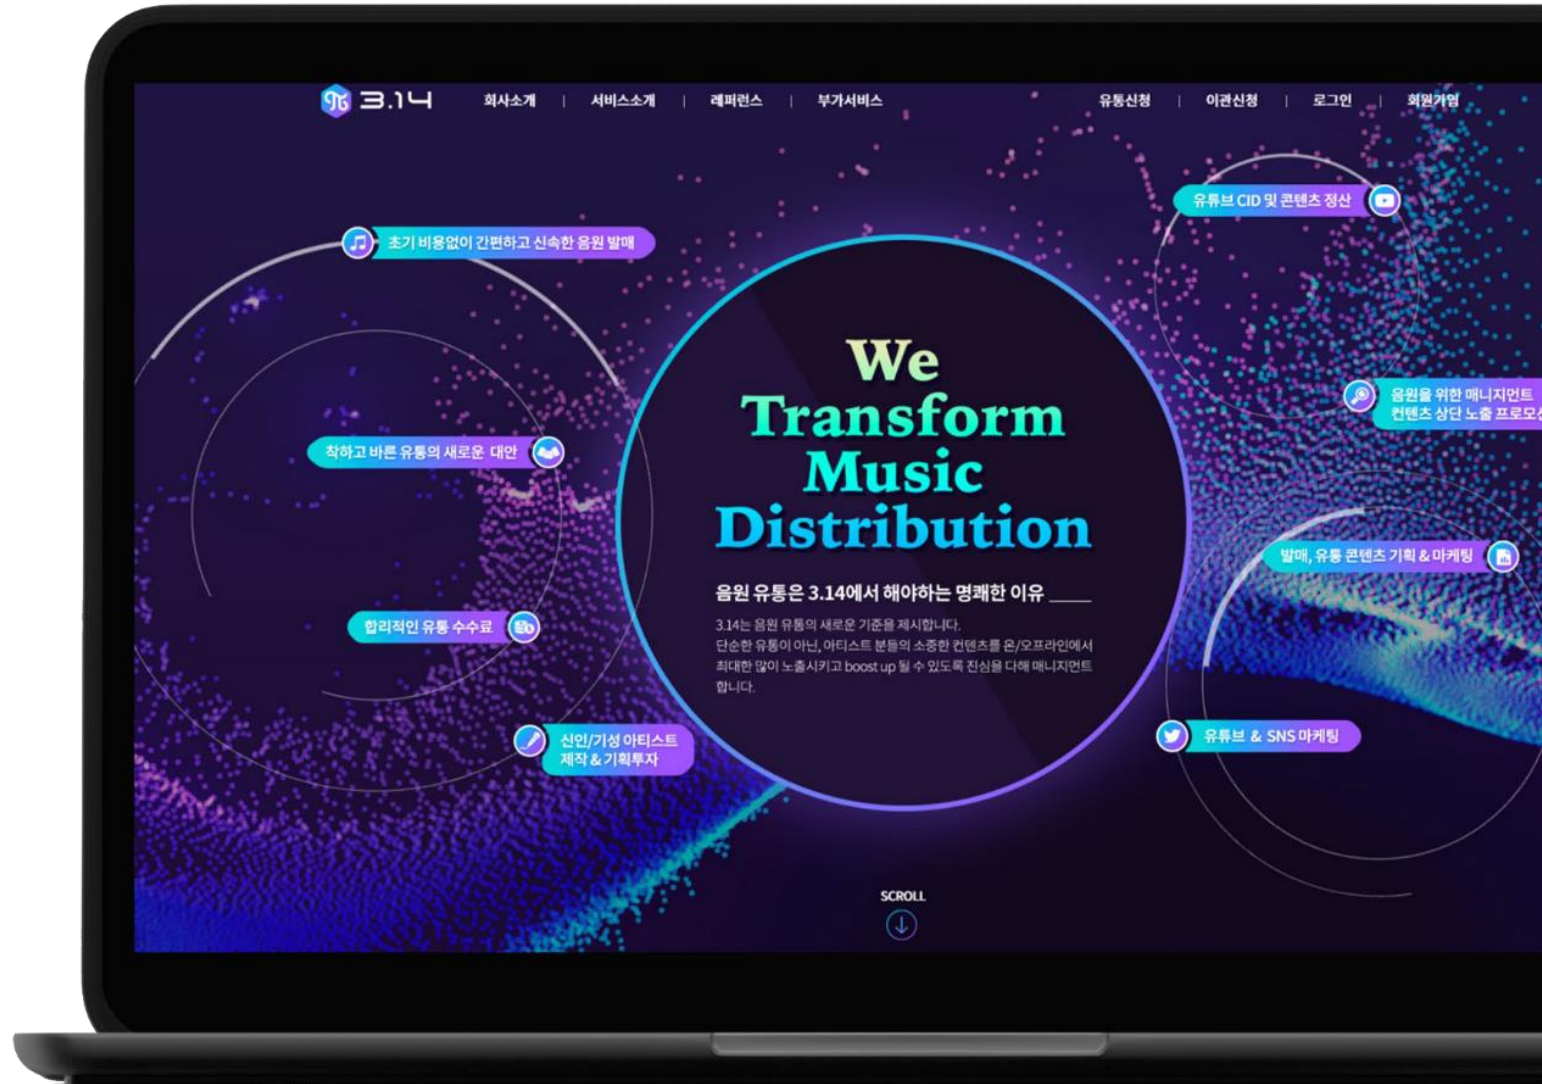 3.14
회사소개 | 서비스소개 | 레퍼런스 | 부가서비스
유통신청 | 이관신청 | 로그인 | 회원가입
유튜브 CID 및 콘텐츠 정산
초기 비용없이 간편하고 신속한 음원 발매
We
Transform
Music
Distribution
음원을 위한 매니지먼트
컨텐츠 상단 노출
착하고 바른 유통의 새로운 대안
발매, 유통 콘텐츠 기획 & 마케팅
음원 유통은 3.14에서 해야하는 명쾌한 이유
3.14는 음원 유통의 새로운 기준을 제시합니다.
단순한 유통이 아닌, 아티스트 분들의 소중한 컨텐츠를 온/오프라인에서
최대한 많이 노출시키고 boost up 될 수 있도록 진심을 다해 매니지먼트
합니다.
합리적인 유통 수수료
신인/기성 아티스트
제작 & 기획투자
유튜브 & SNS 마케팅
SCROLL